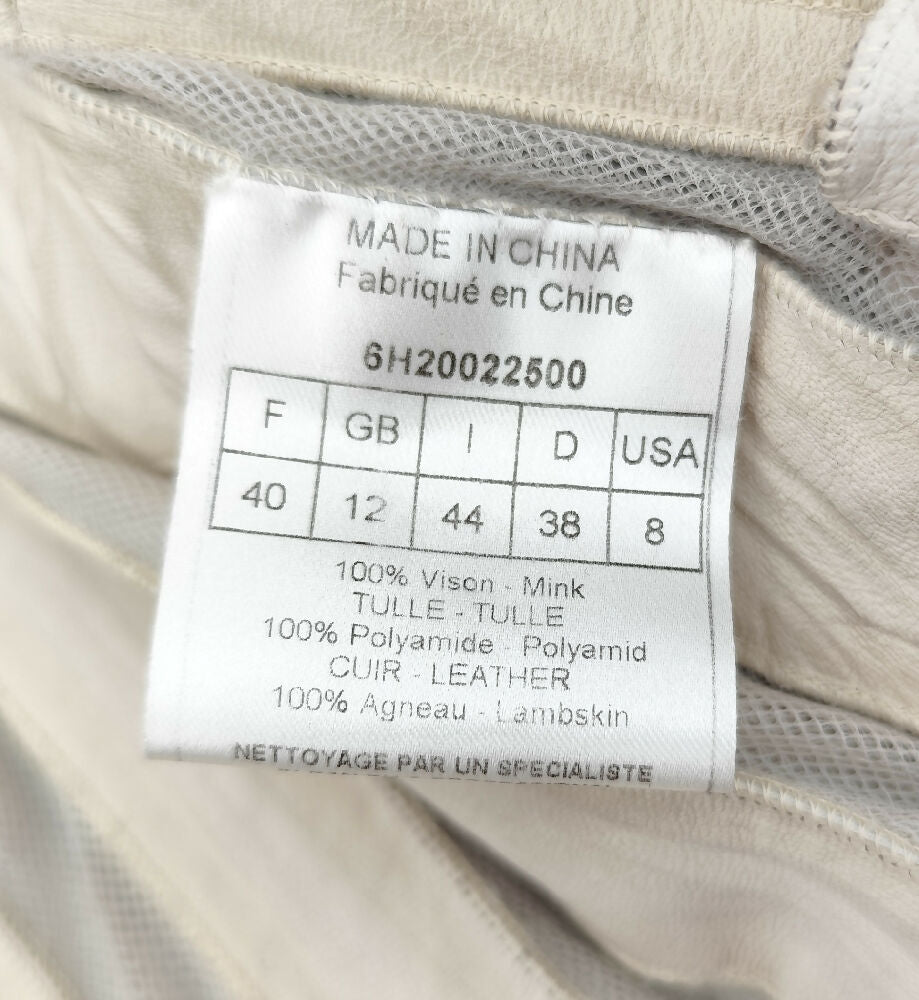 MADE IN CHINA
Fabriqué en Chine
6H20022500
F GB I D USA
40 12 44 38 8
100% Vison - Mink
TULLE - TULLE
100% Polyamide - Polyamid
CUIR - LEATHER
100% Agneau - Lambskin
NETTOYAGE PAR UN SPECIALISTE